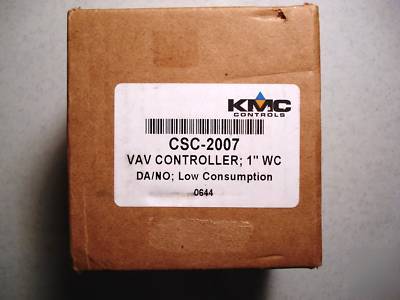 KMC
CONTROLS
CSC-2007
VAV CONTROLLER; 1" WC
DA/NO; Low Consumption
0644